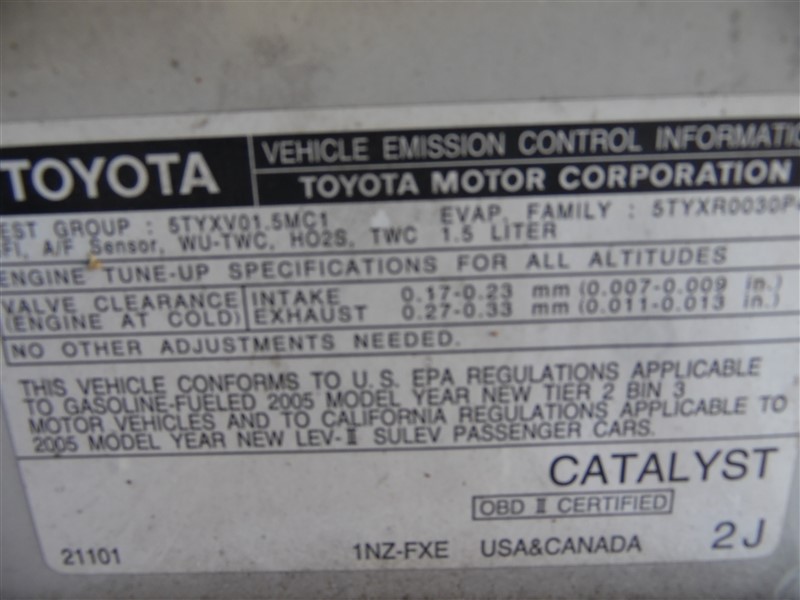 TOYOTA
VEHICLE EMISSION CONTROL INFORMATIO
TOYOTA MOTOR CORPORATION
EST GROUP : 5TYXV01.5MC1 EVAP. FAMILY : 5TYXR0030P
FI, A/F Sensor, WU-TWC, HO2S, TWC 1.5 LITER
ENGINE TUNE-UP SPECIFICATIONS FOR ALL ALTITUDES
VALVE CLEARANCE INTAKE 0.17-0.23 mm (0.007-0.009 in.)
(ENGINE AT COLD) EXHAUST 0.27-0.33 mm (0.011-0.013 in.)
NO OTHER ADJUSTMENTS NEEDED.
THIS VEHICLE CONFORMS TO U.S. EPA REGULATIONS APPLICABLE
TO GASOLINE-FUELED 2005 MODEL YEAR NEW TIER 2 BIN 3
MOTOR VEHICLES AND TO CALIFORNIA REGULATIONS APPLICABLE TO
2005 MODEL YEAR NEW LEV-II SULEV PASSENGER CARS.
CATALYST
OBD II CERTIFIED
21101 1NZ-FXE USA&CANADA 2J